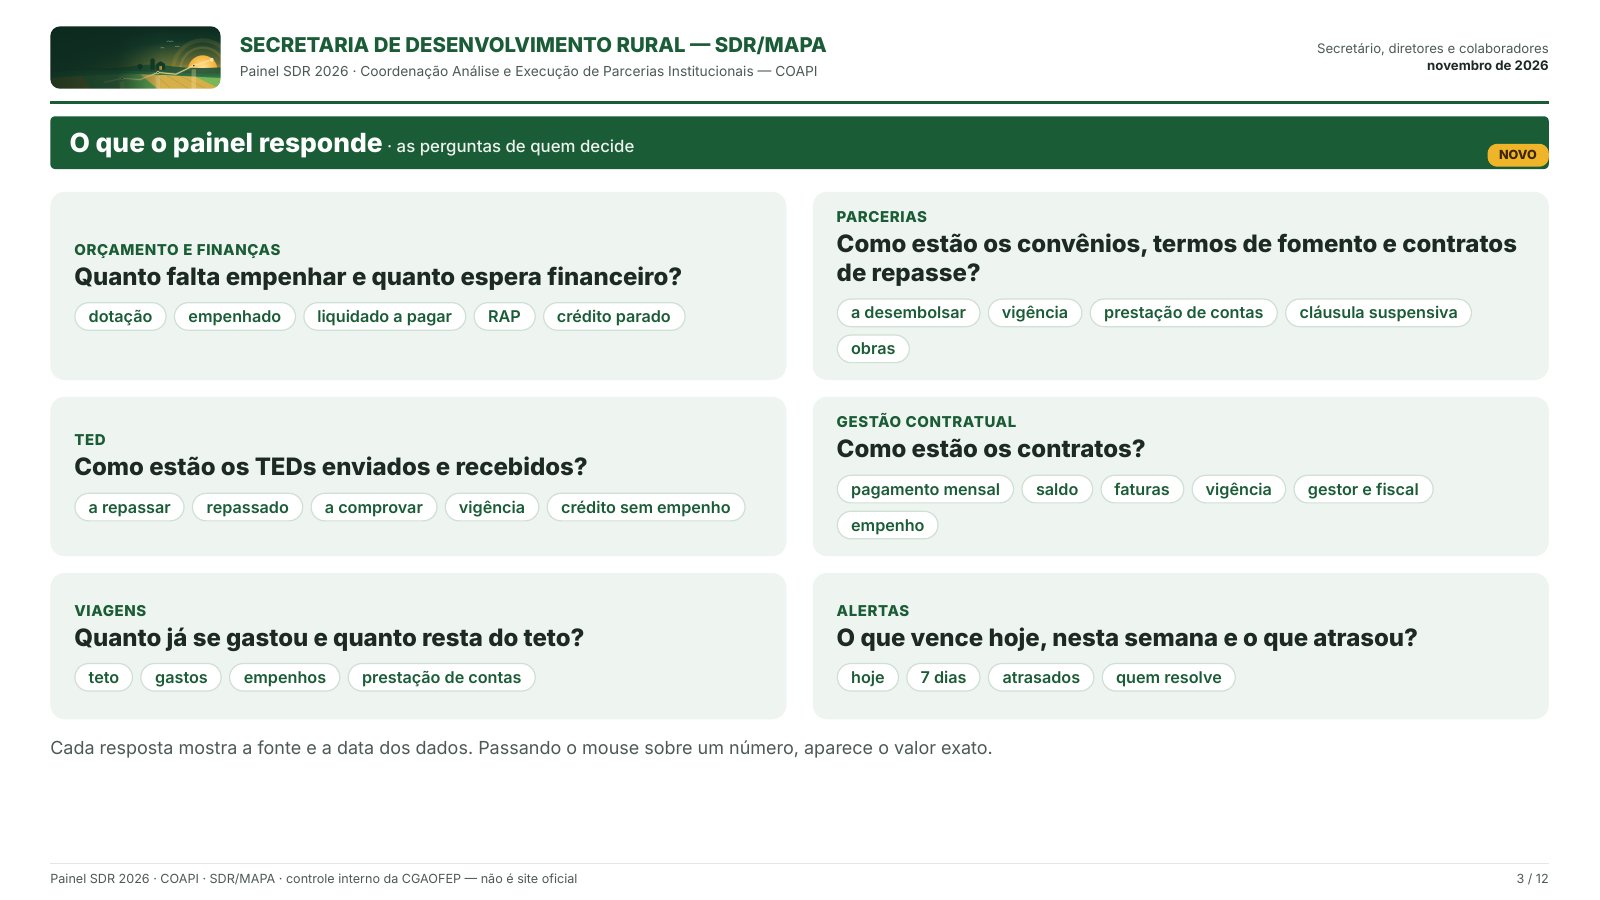 SECRETARIA DE DESENVOLVIMENTO RURAL — SDR/MAPA
Painel SDR 2026 · Coordenação Análise e Execução de Parcerias Institucionais — COAPI
Secretário, diretores e colaboradores
novembro de 2026
O que o painel responde · as perguntas de quem decide
NOVO
ORÇAMENTO E FINANÇAS
Quanto falta empenhar e quanto espera financeiro?
dotação empenhado liquidado a pagar RAP crédito parado
PARCERIAS
Como estão os convênios, termos de fomento e contratos
de repasse?
a desembolsar vigência prestação de contas cláusula suspensiva
obras
TED
Como estão os TEDs enviados e recebidos?
a repassar repassado a comprovar vigência crédito sem empenho
GESTÃO CONTRATUAL
Como estão os contratos?
pagamento mensal saldo faturas vigência gestor e fiscal
empenho
VIAGENS
Quanto já se gastou e quanto resta do teto?
teto gastos empenhos prestação de contas
ALERTAS
O que vence hoje, nesta semana e o que atrasou?
hoje 7 dias atrasados quem resolve
Cada resposta mostra a fonte e a data dos dados. Passando o mouse sobre um número, aparece o valor exato.
Painel SDR 2026 · COAPI · SDR/MAPA · controle interno da CGAOFEP — não é site oficial
3 / 12